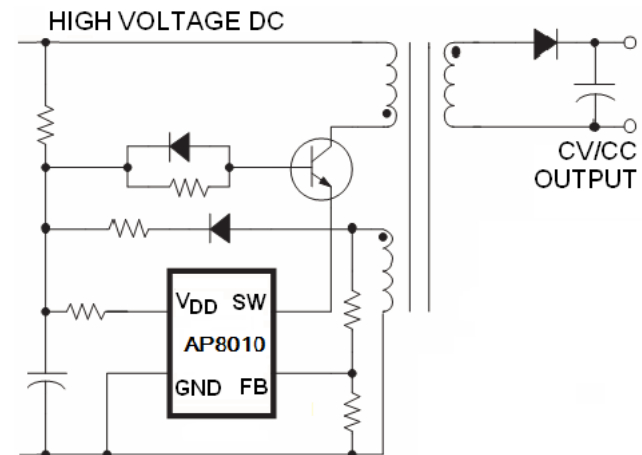 HIGH VOLTAGE DC
CV/CC
OUTPUT
VDD SW
AP8010
GND FB